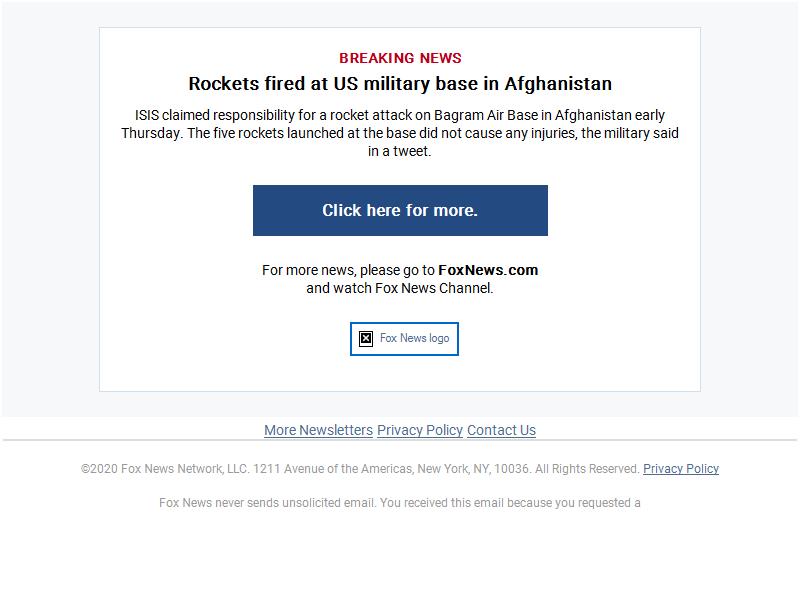 BREAKING NEWS
Rockets fired at US military base in Afghanistan
ISIS claimed responsibility for a rocket attack on Bagram Air Base in Afghanistan early
Thursday. The five rockets launched at the base did not cause any injuries, the military said
in a tweet.
Click here for more.
For more news, please go to FoxNews.com
and watch Fox News Channel.
Fox News logo
More Newsletters Privacy Policy Contact Us
©2020 Fox News Network, LLC. 1211 Avenue of the Americas, New York, NY, 10036. All Rights Reserved. Privacy Policy
Fox News never sends unsolicited email. You received this email because you requested a